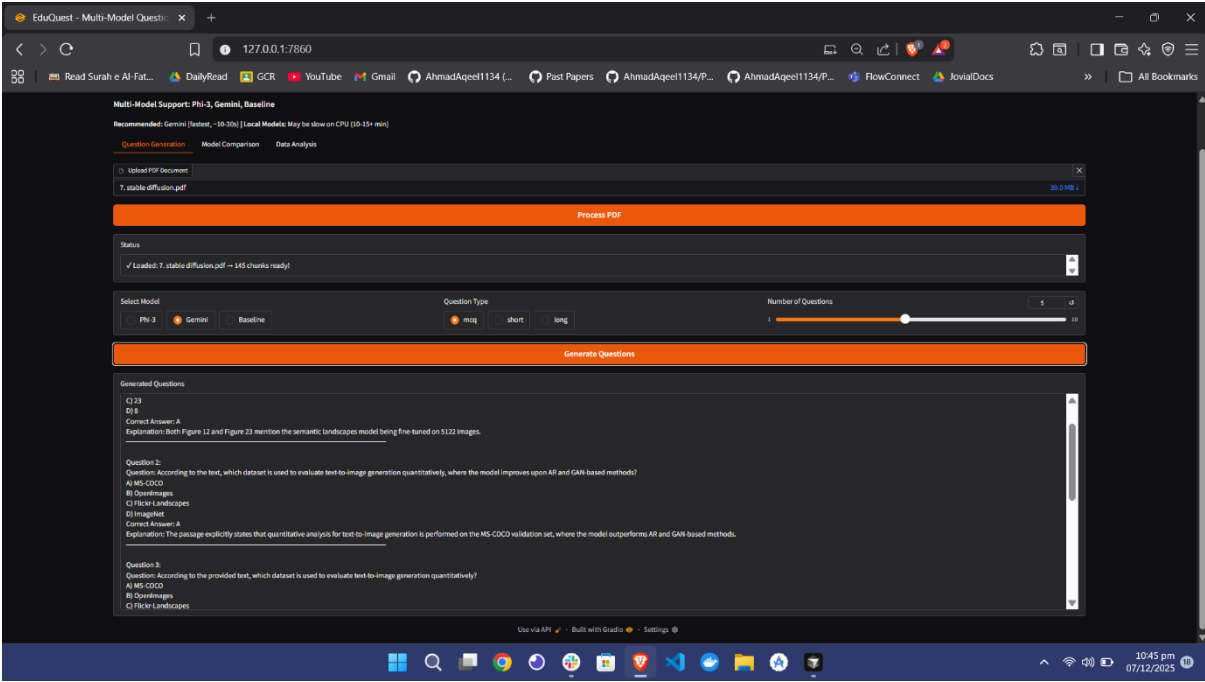 EduQuest - Multi-Model Questic
127.0.0.1:7860
Read Surah e Al-Fat...
DailyRead
GCR
YouTube
Gmail
AhmadAqeel1134 (...
Past Papers
AhmadAqeel1134/P...
AhmadAqeel1134/P...
FlowConnect
JovialDocs
»
All Bookmarks
Multi-Model Support: Phi-3, Gemini, Baseline
Recommended: Gemini (fastest, ~10-30s) | Local Models: May be slow on CPU (10-15+ min)
Question Generation
Model Comparison
Data Analysis
Upload PDF Document
7. stable diffusion.pdf
39.0 MB ↓
Process PDF
Status
✓ Loaded: 7. stable diffusion.pdf → 145 chunks ready!
Select Model
Phi-3
Gemini
Baseline
Question Type
mcq
short
long
Number of Questions
5
1
10
Generate Questions
Generated Questions
C) 23
D) 8
Correct Answer: A
Explanation: Both Figure 12 and Figure 23 mention the semantic landscapes model being fine-tuned on 5122 images.
Question 2:
Question: According to the text, which dataset is used to evaluate text-to-image generation quantitatively, where the model improves upon AR and GAN-based methods?
A) MS-COCO
B) OpenImages
C) Flickr-Landscapes
D) ImageNet
Correct Answer: A
Explanation: The passage explicitly states that quantitative analysis for text-to-image generation is performed on the MS-COCO validation set, where the model outperforms AR and GAN-based methods.
Question 3:
Question: According to the provided text, which dataset is used to evaluate text-to-image generation quantitatively?
A) MS-COCO
B) OpenImages
C) Flickr-Landscapes
Use via API · Built with Gradio · Settings
10:45 pm
07/12/2025
18